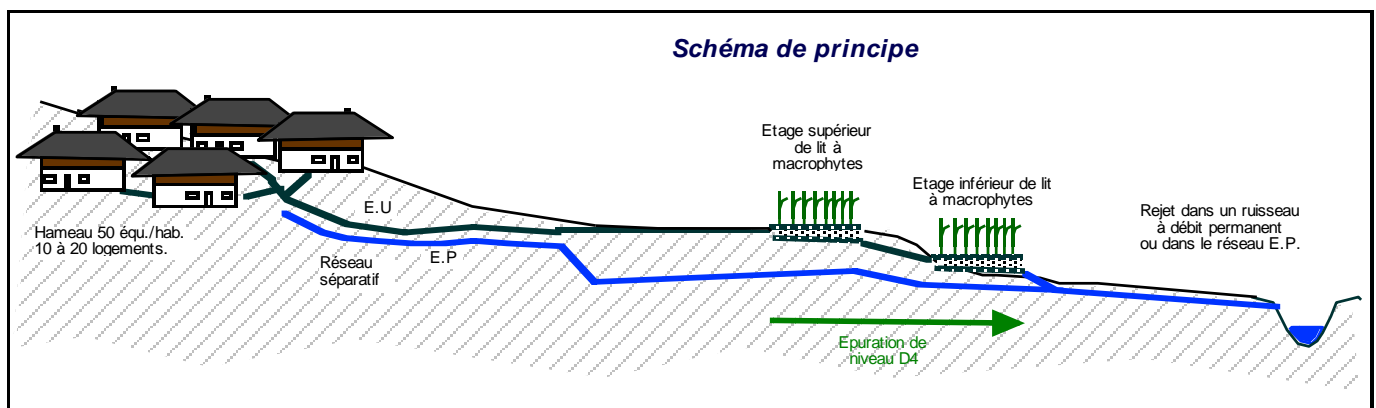 Schéma de principe
Etage supérieur
de lit à
macrophytes
Etage inférieur de lit
à macrophytes
Rejet dans un ruisseau
à débit permanent
ou dans le réseau E.P.
Hameau 50 équ./hab.
10 à 20 logements.
E.U
E.P
Réseau
séparatif
Epuration de
niveau D4